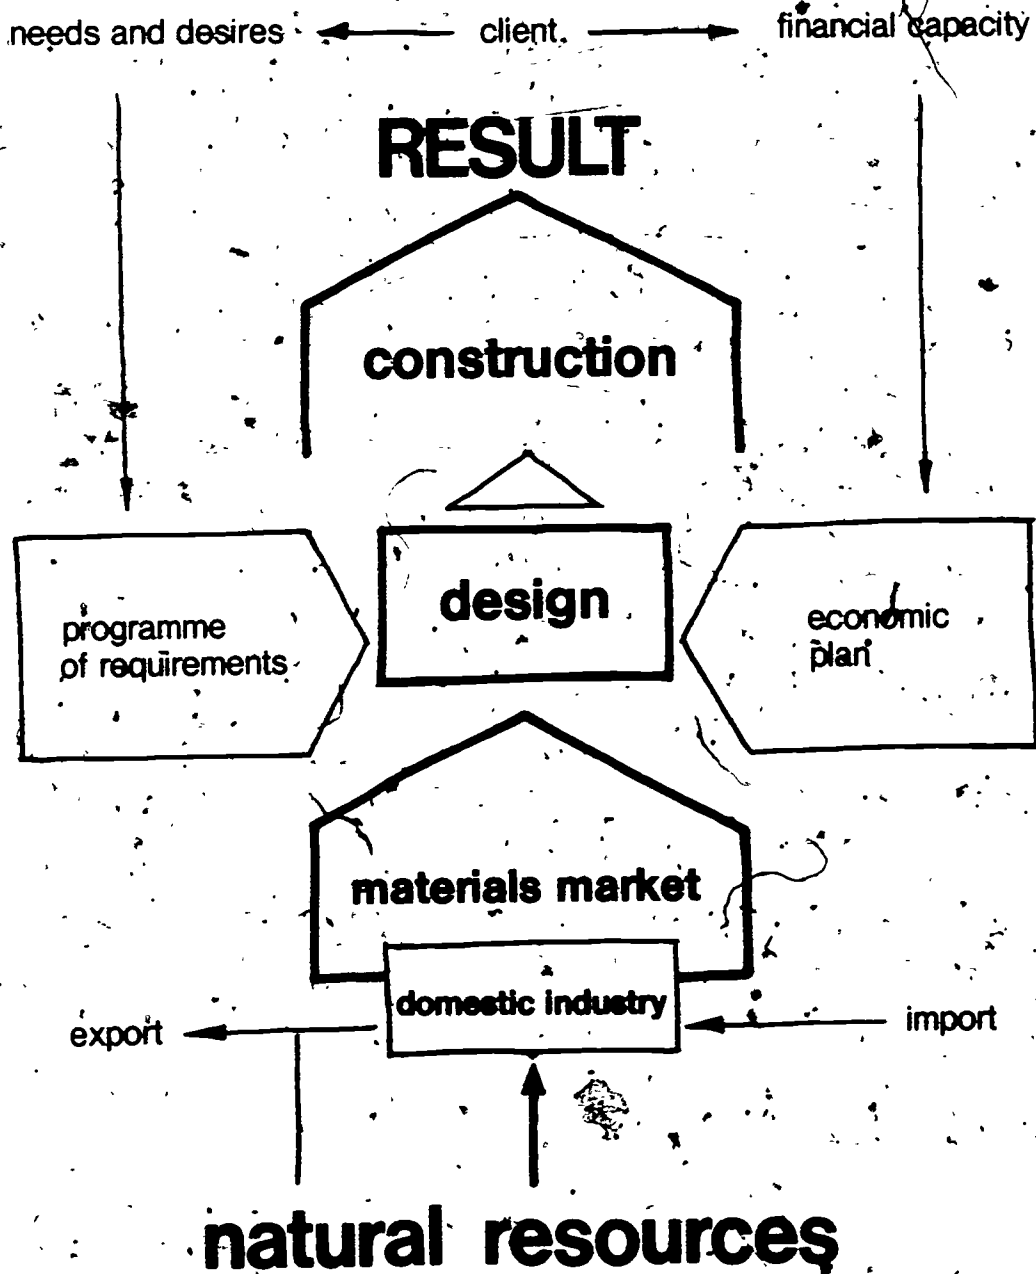 needs and desires
client
financial capacity
RESULT
construction
design
programme
of requirements
economic
plan
materials market
domestic industry
export
import
natural resources